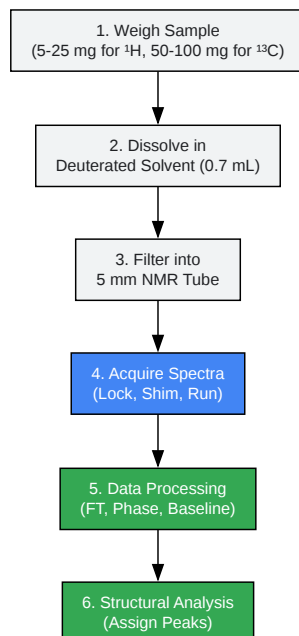 1. Weigh Sample
(5-25 mg for ¹H, 50-100 mg for ¹³C)
2. Dissolve in
Deuterated Solvent (0.7 mL)
3. Filter into
5 mm NMR Tube
4. Acquire Spectra
(Lock, Shim, Run)
5. Data Processing
(FT, Phase, Baseline)
6. Structural Analysis
(Assign Peaks)